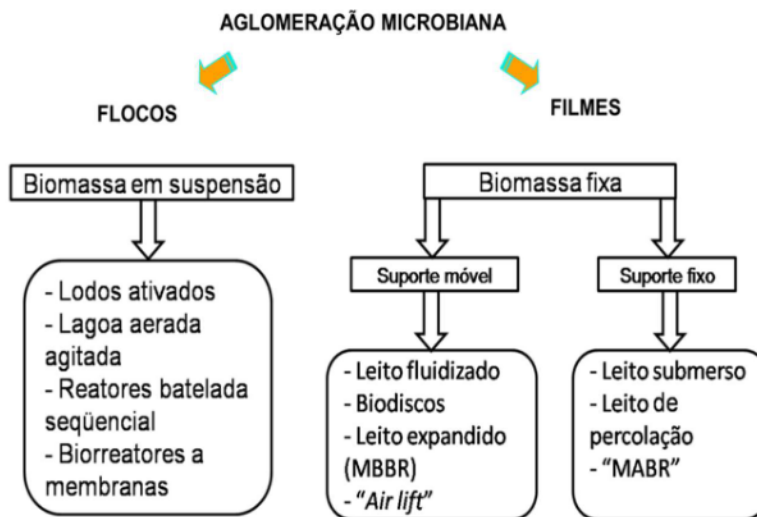 AGLOMERAÇÃO MICROBIANA
FLOCOS
FILMES
Biomassa em suspensão
Biomassa fixa
- Lodos ativados
- Lagoa aerada
agitada
- Reatores batelada
seqüencial
- Biorreatores a
membranas
Suporte móvel
Suporte fixo
- Leito fluidizado
- Biodiscos
- Leito expandido
(MBBR)
- "Air lift"
- Leito submerso
- Leito de
percolação
- "MABR"